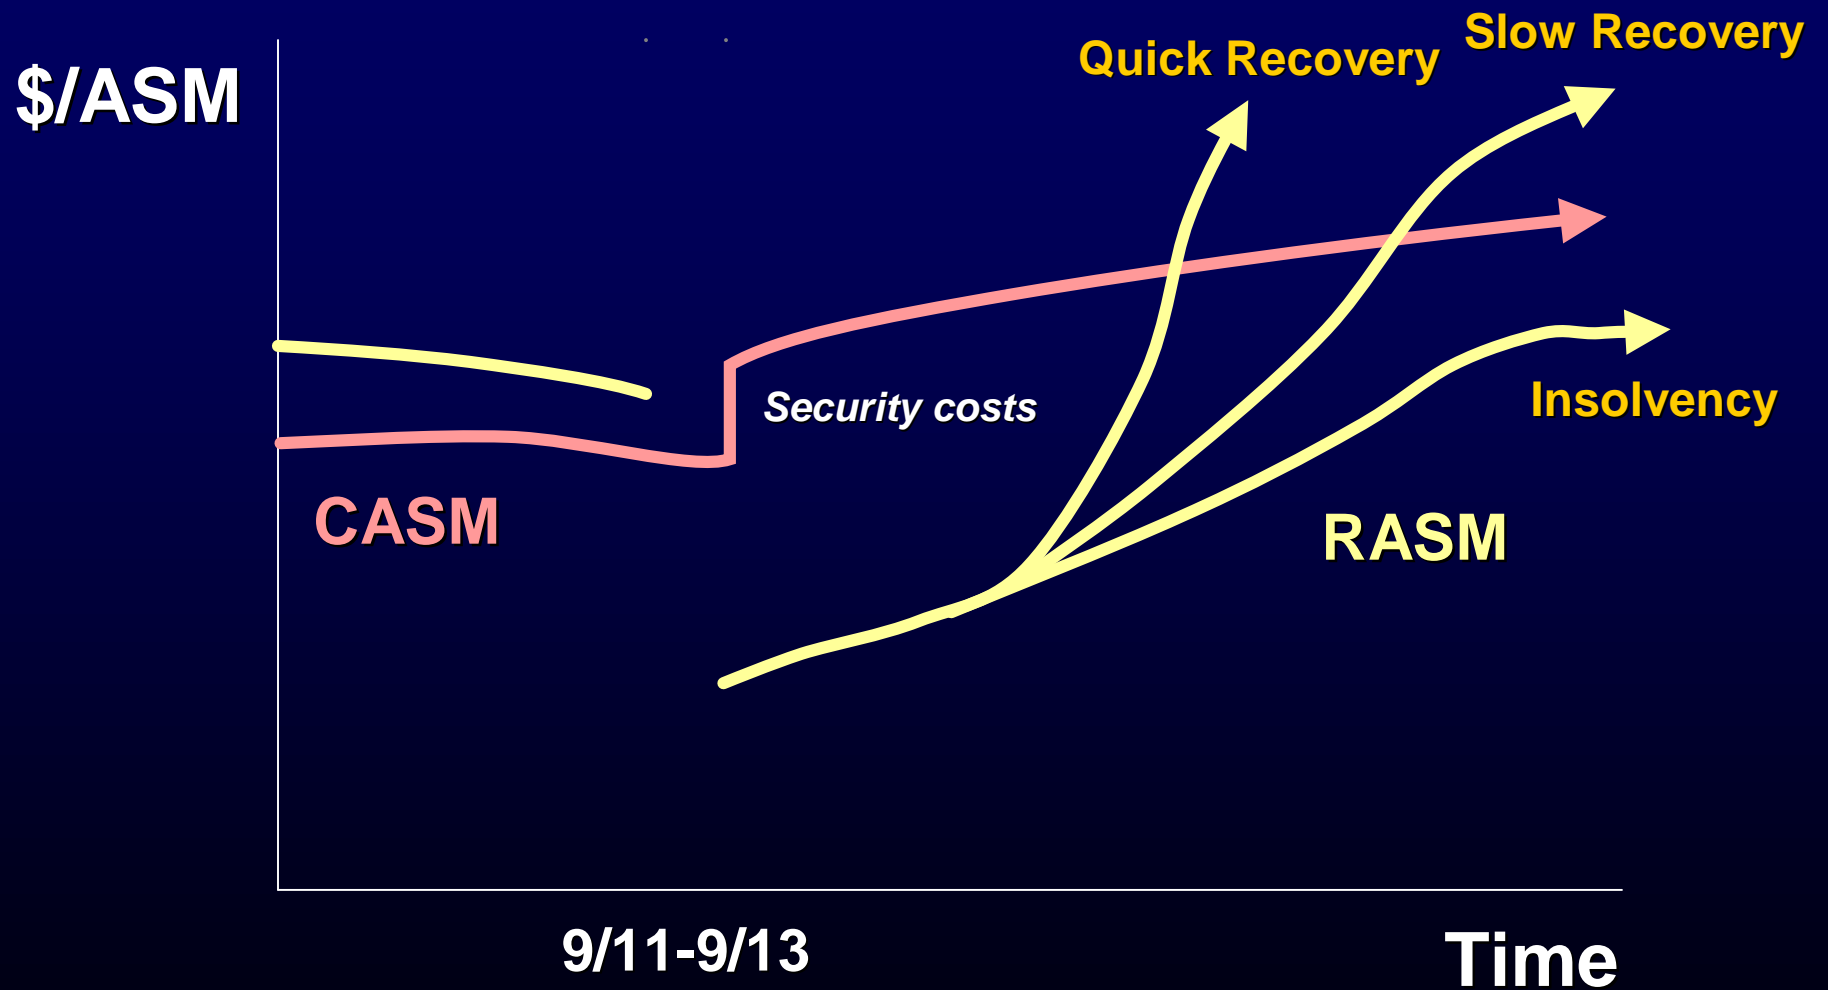 Slow Recovery
Quick Recovery
$/ASM
Security costs
Insolvency
CASM
RASM
9/11-9/13
Time